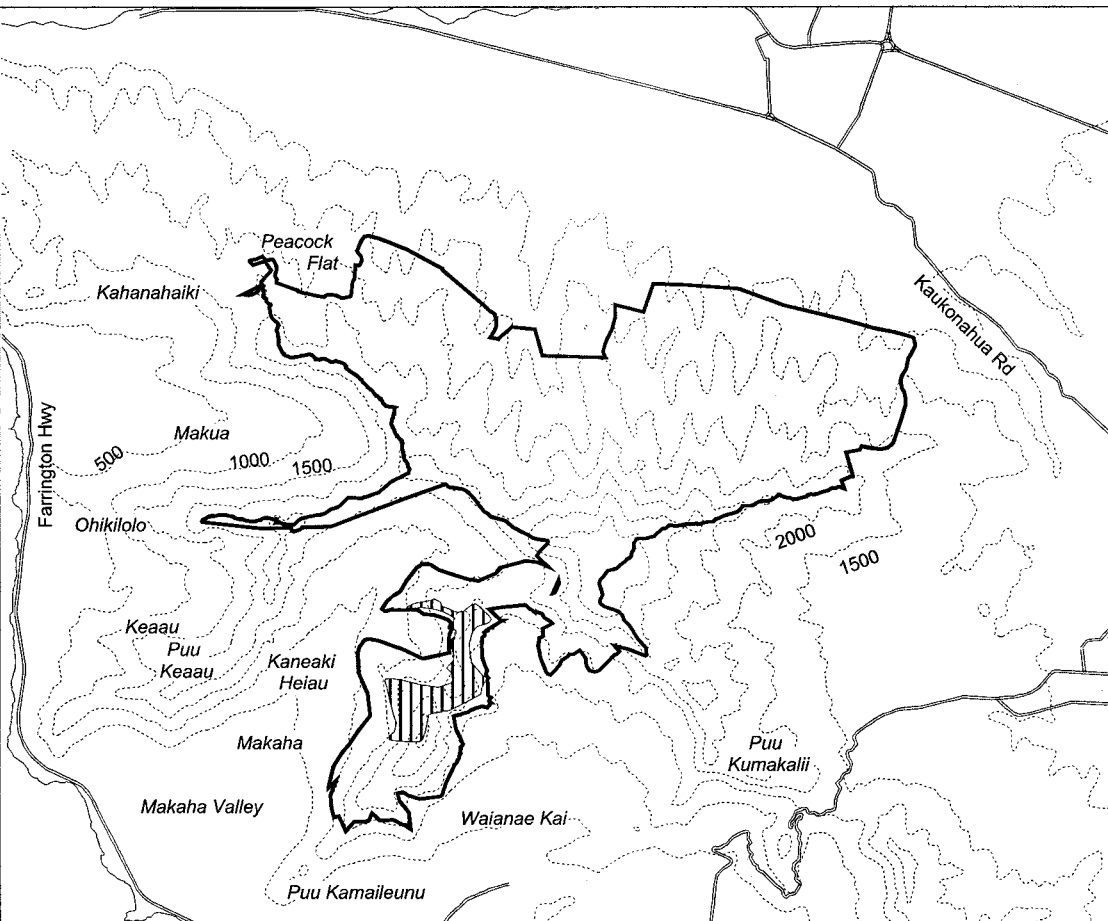 Peacock
Flat
Kahanahaiki
Kaukonahua Rd
Farrington Hwy
Makua
500
1000
1500
Ohikilolo
2000
1500
Keaau
Puu
Keaau
Kaneaki
Heiau
Makaha
Puu
Kumakalii
Makaha Valley
Waianae Kai
Puu Kamaileunu